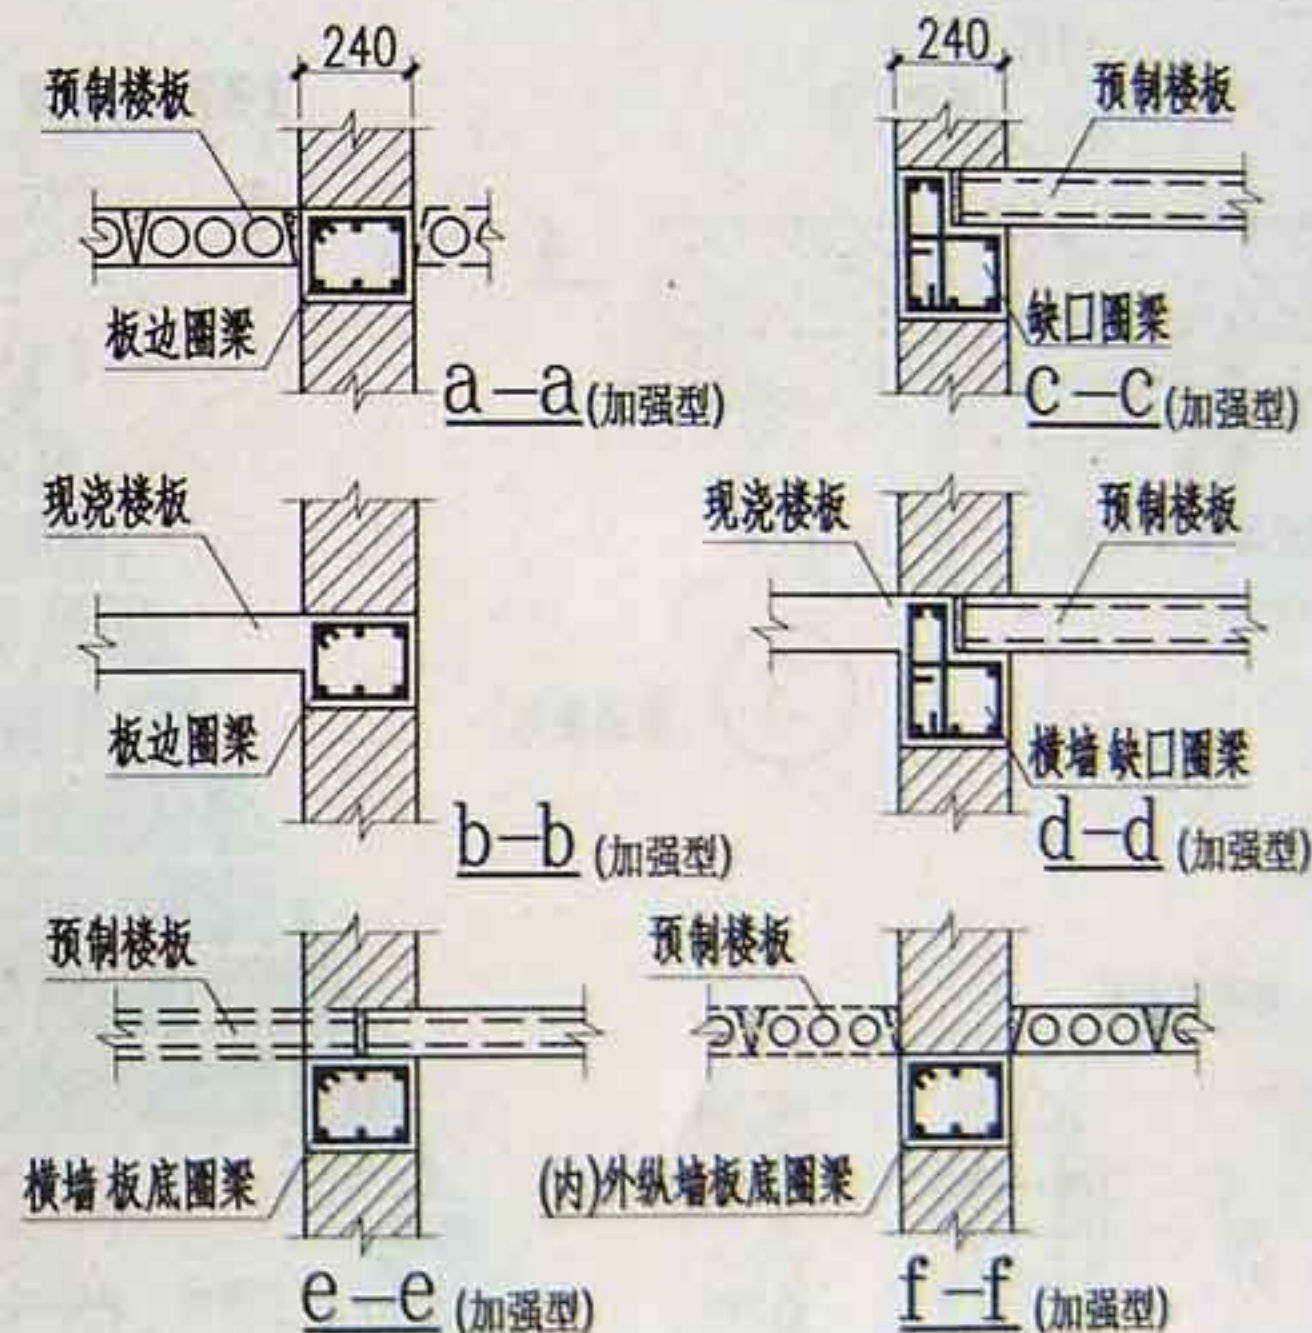 240
预制楼板
板边圈梁
a-a(加强型)
240
预制楼板
缺口圈梁
c-c(加强型)
现浇楼板
板边圈梁
b-b(加强型)
现浇楼板
预制楼板
横墙缺口圈梁
d-d(加强型)
预制楼板
横墙板底圈梁
e-e(加强型)
预制楼板
(内)外纵墙板底圈梁
f-f(加强型)